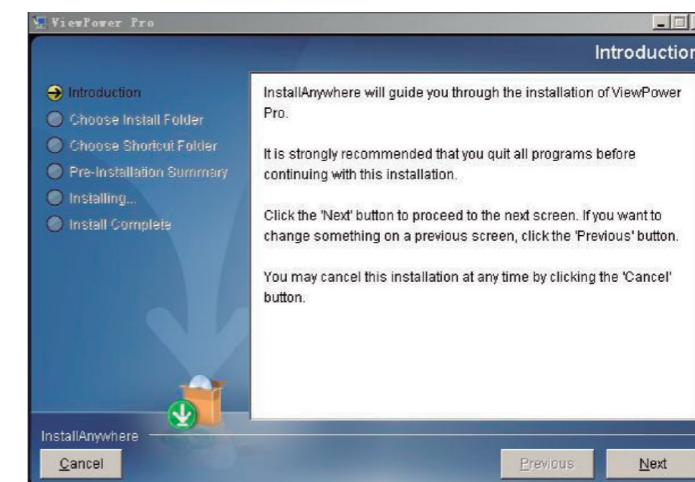 ViewPower Pro
Introduction
Introduction
Choose Install Folder
Choose Shortcut Folder
Pre-Installation Summary
Installing...
Install Complete
InstallAnywhere will guide you through the installation of ViewPower
Pro.
It is strongly recommended that you quit all programs before
continuing with this installation.
Click the 'Next' button to proceed to the next screen. If you want to
change something on a previous screen, click the 'Previous' button.
You may cancel this installation at any time by clicking the 'Cancel'
button.
InstallAnywhere
Cancel
Previous
Next